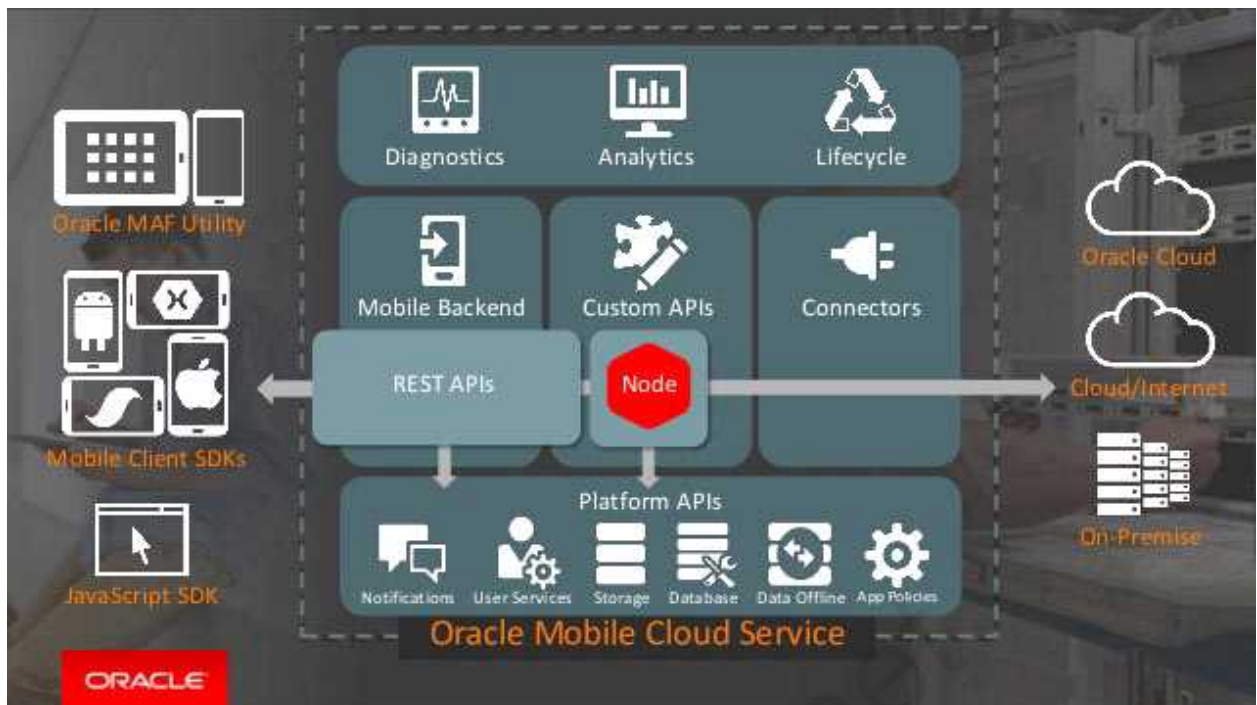 Diagnostics
Analytics
Lifecycle
Oracle MAF Utility
Mobile Backend
Custom APIs
Connectors
Oracle Cloud
REST APIs
Node
Cloud/Internet
Mobile Client SDKs
Platform APIs
On-Premise
JavaScript SDK
Notifications
User Services
Storage
Database
Data Offline
App Policies
Oracle Mobile Cloud Service
ORACLE